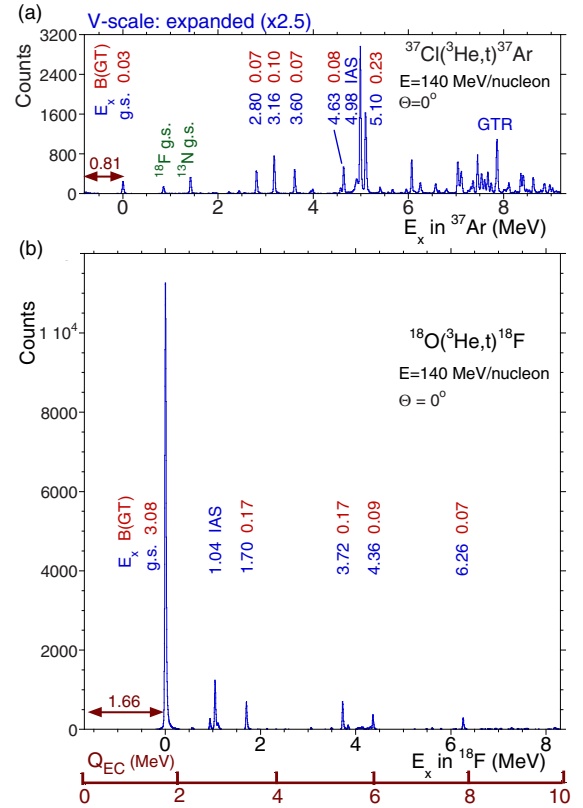 (a)
V-scale: expanded (x2.5)
Counts
3200
2400
1600
800
0
³⁷Cl(³He,t)³⁷Ar
E=140 MeV/nucleon
Θ=0°
B(GT) 0.03 0.07 0.10 0.07 0.08 0.23
Eₓ g.s. 2.80 3.16 3.60 4.63 4.98 IAS 5.10
¹⁸F g.s.
¹³N g.s.
GTR
0.81
0 2 4 6 8
Eₓ in ³⁷Ar (MeV)
(b)
Counts
1 10⁴
8000
6000
4000
2000
0
¹⁸O(³He,t)¹⁸F
E=140 MeV/nucleon
Θ = 0°
B(GT) 3.08 0.17 0.17 0.09 0.07
Eₓ g.s. 1.04 IAS 1.70 3.72 4.36 6.26
1.66
0 2 4 6 8
Eₓ in ¹⁸F (MeV)
Q_EC (MeV)
0 2 4 6 8 10